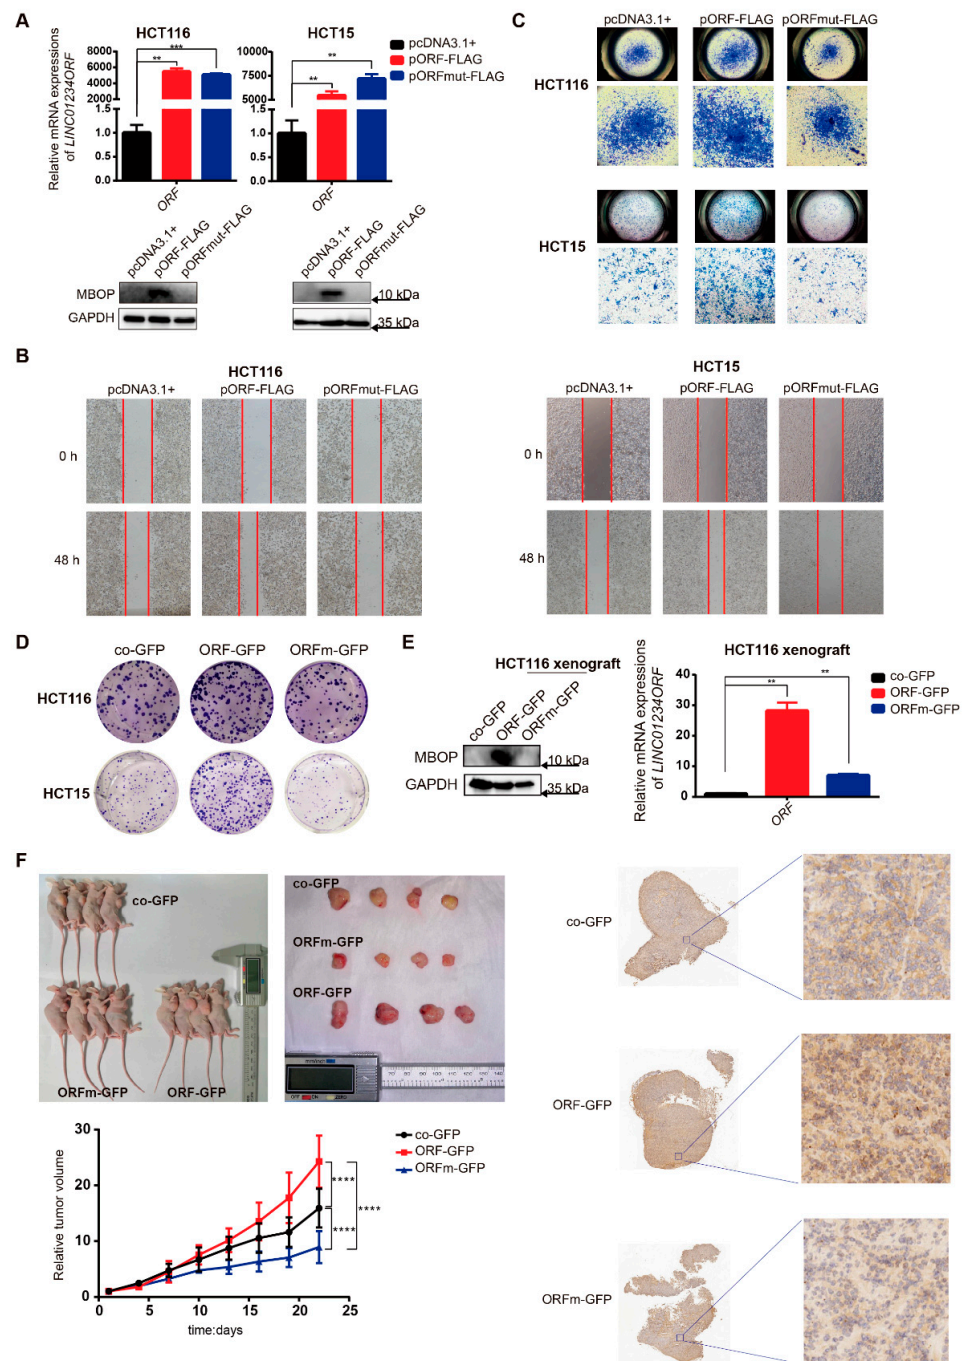 A
HCT116
HCT15
pcDNA3.1+
pORF-FLAG
pORFmut-FLAG
Relative mRNA expressions
of LINC01234ORF
8000
6000
4000
2000
1.5
1.0
0.5
0.0
***
**
ORF
10000
7500
5000
1.5
1.0
0.5
0.0
**
**
ORF
pcDNA3.1+
pORF-FLAG
pORFmut-FLAG
pcDNA3.1+
pORF-FLAG
pORFmut-FLAG
MBOP
10 kDa
GAPDH
35 kDa
C
pcDNA3.1+ pORF-FLAG pORFmut-FLAG
HCT116
HCT15
B
HCT116
pcDNA3.1+ pORF-FLAG pORFmut-FLAG
0 h
48 h
HCT15
pcDNA3.1+ pORF-FLAG pORFmut-FLAG
0 h
48 h
D
co-GFP ORF-GFP ORFm-GFP
HCT116
HCT15
E
HCT116 xenograft
co-GFP
ORF-GFP
ORFm-GFP
MBOP
10 kDa
GAPDH
35 kDa
HCT116 xenograft
Relative mRNA expressions
of LINC01234ORF
40
30
20
10
0
**
**
ORF
co-GFP
ORF-GFP
ORFm-GFP
F
co-GFP
ORFm-GFP
ORF-GFP
co-GFP
ORFm-GFP
ORF-GFP
OFF
ON
ZERO
co-GFP
ORF-GFP
ORFm-GFP
Relative tumor volume
30
20
10
0
0 5 10 15 20 25
time:days
co-GFP
ORF-GFP
ORFm-GFP
****
****
****